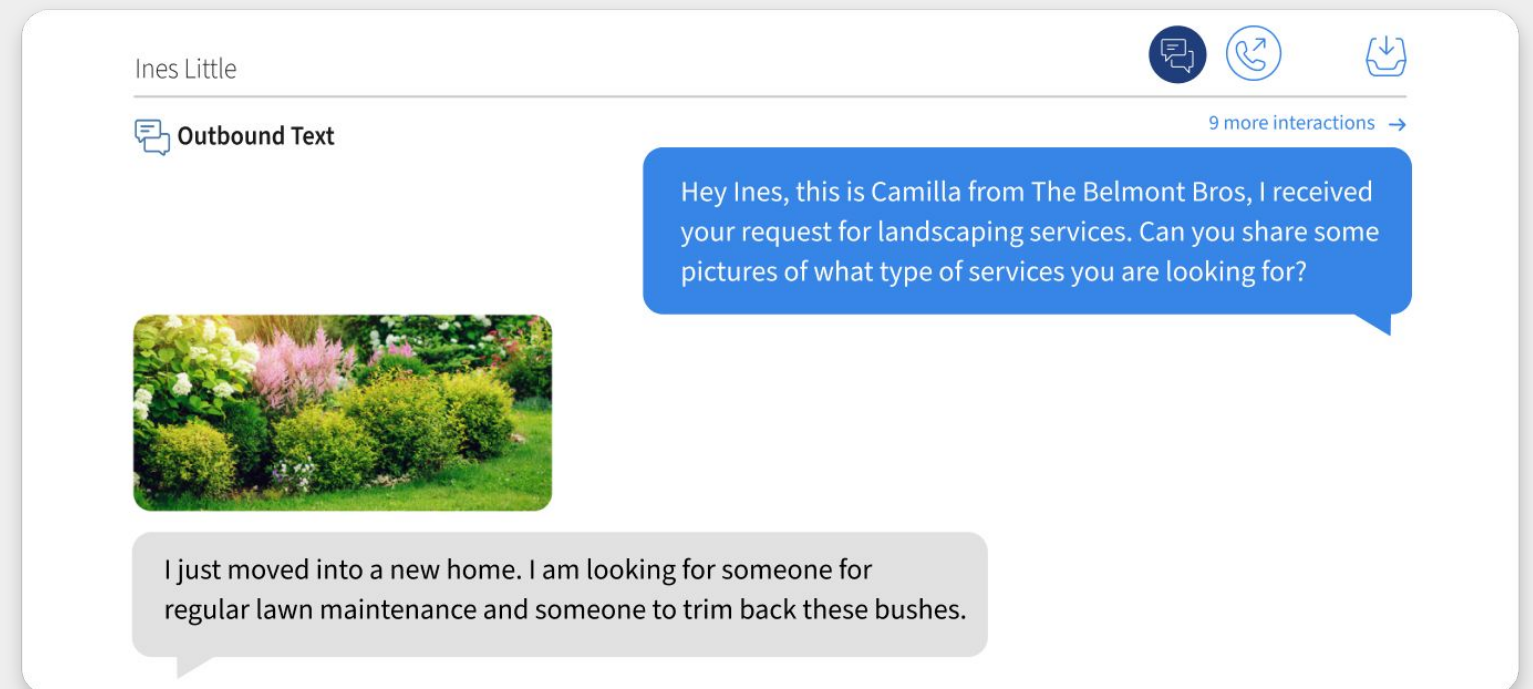 Ines Little
Outbound Text
9 more interactions →
Hey Ines, this is Camilla from The Belmont Bros, I received
your request for landscaping services. Can you share some
pictures of what type of services you are looking for?
I just moved into a new home. I am looking for someone for
regular lawn maintenance and someone to trim back these bushes.